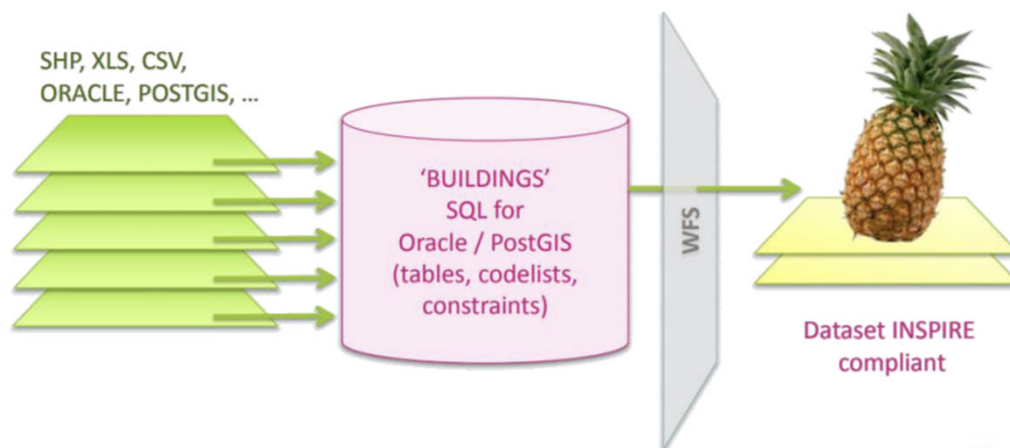 SHP, XLS, CSV,
ORACLE, POSTGIS, ...
'BUILDINGS'
SQL for
Oracle / PostGIS
(tables, codelists,
constraints)
WFS
Dataset INSPIRE
compliant